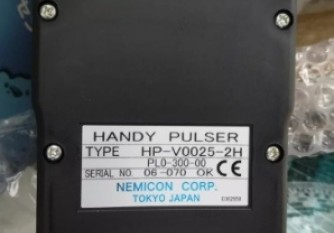 HANDY PULSER
TYPE HP-V0025-2H
PL0-300-00
SERIAL NO. 06-070 OK CE
NEMICON CORP.
TOKYO JAPAN